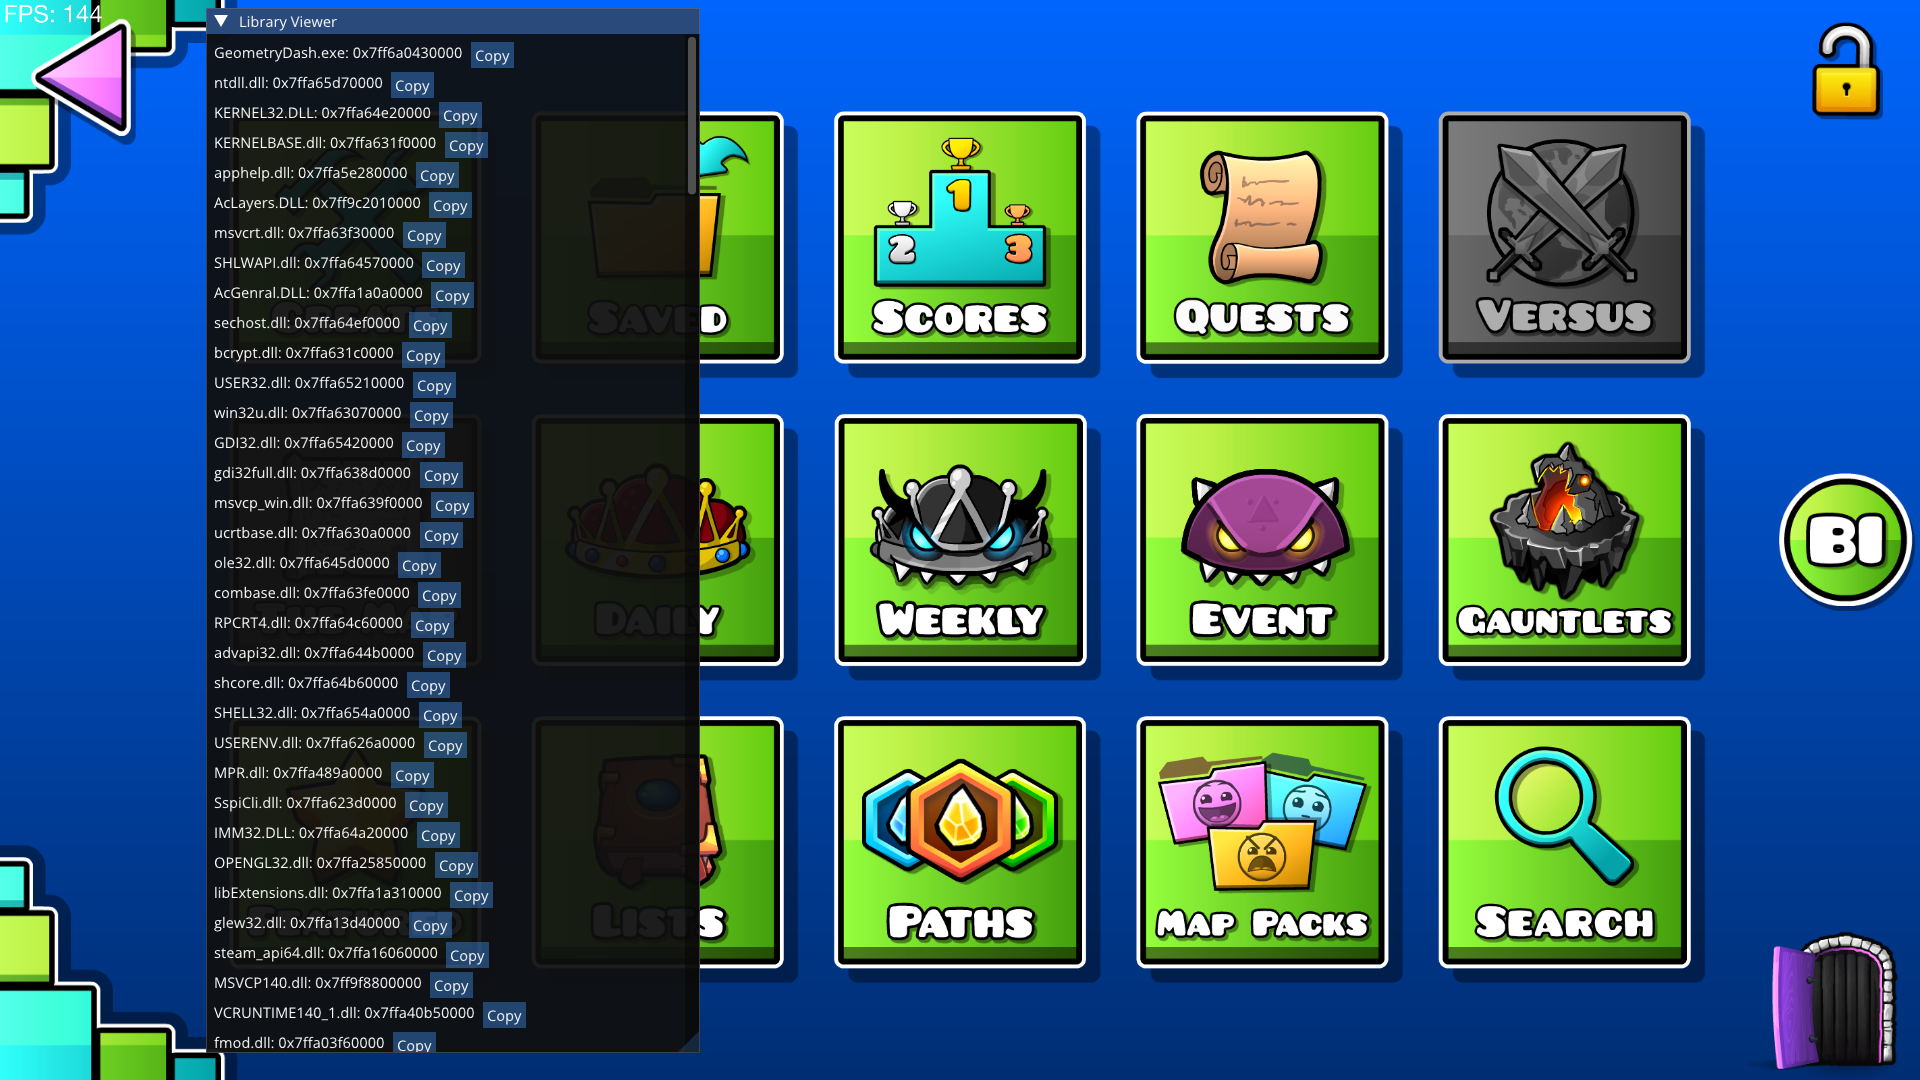 FPS: 144
Library Viewer
GeometryDash.exe: 0x7ff6a0430000 Copy
ntdll.dll: 0x7ffa65d70000 Copy
KERNEL32.DLL: 0x7ffa64e20000 Copy
KERNELBASE.dll: 0x7ffa631f0000 Copy
apphelp.dll: 0x7ffa5e280000 Copy
AcLayers.DLL: 0x7ff9c2010000 Copy
msvcrt.dll: 0x7ffa63f30000 Copy
SHLWAPI.dll: 0x7ffa64570000 Copy
AcGenral.DLL: 0x7ffa1a0a0000 Copy
sechost.dll: 0x7ffa64ef0000 Copy
bcrypt.dll: 0x7ffa631c0000 Copy
USER32.dll: 0x7ffa65210000 Copy
win32u.dll: 0x7ffa63070000 Copy
GDI32.dll: 0x7ffa65420000 Copy
gdi32full.dll: 0x7ffa638d0000 Copy
msvcp_win.dll: 0x7ffa639f0000 Copy
ucrtbase.dll: 0x7ffa630a0000 Copy
ole32.dll: 0x7ffa645d0000 Copy
combase.dll: 0x7ffa63fe0000 Copy
RPCRT4.dll: 0x7ffa64c60000 Copy
advapi32.dll: 0x7ffa644b0000 Copy
shcore.dll: 0x7ffa64b60000 Copy
SHELL32.dll: 0x7ffa654a0000 Copy
USERENV.dll: 0x7ffa626a0000 Copy
MPR.dll: 0x7ffa489a0000 Copy
SspiCli.dll: 0x7ffa623d0000 Copy
IMM32.DLL: 0x7ffa64a20000 Copy
OPENGL32.dll: 0x7ffa25850000 Copy
libExtensions.dll: 0x7ffa1a310000 Copy
glew32.dll: 0x7ffa13d40000 Copy
steam_api64.dll: 0x7ffa16060000 Copy
MSVCP140.dll: 0x7ff9f8800000 Copy
VCRUNTIME140_1.dll: 0x7ffa40b50000 Copy
fmod.dll: 0x7ffa03f60000 Copy
SAVED
1
2
3
SCORES
QUESTS
VERSUS
DAILY
WEEKLY
EVENT
GAUNTLETS
LISTS
PATHS
MAP PACKS
SEARCH
BI